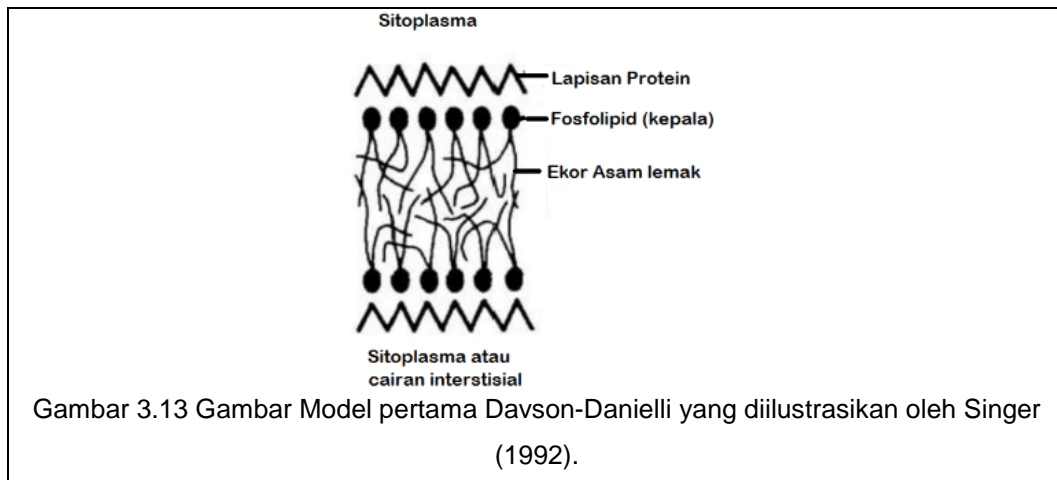 Sitoplasma
Lapisan Protein
Fosfolipid (kepala)
Ekor Asam lemak
Sitoplasma atau
cairan interstisial
Gambar 3.13 Gambar Model pertama Davson-Danielli yang diilustrasikan oleh Singer
(1992).